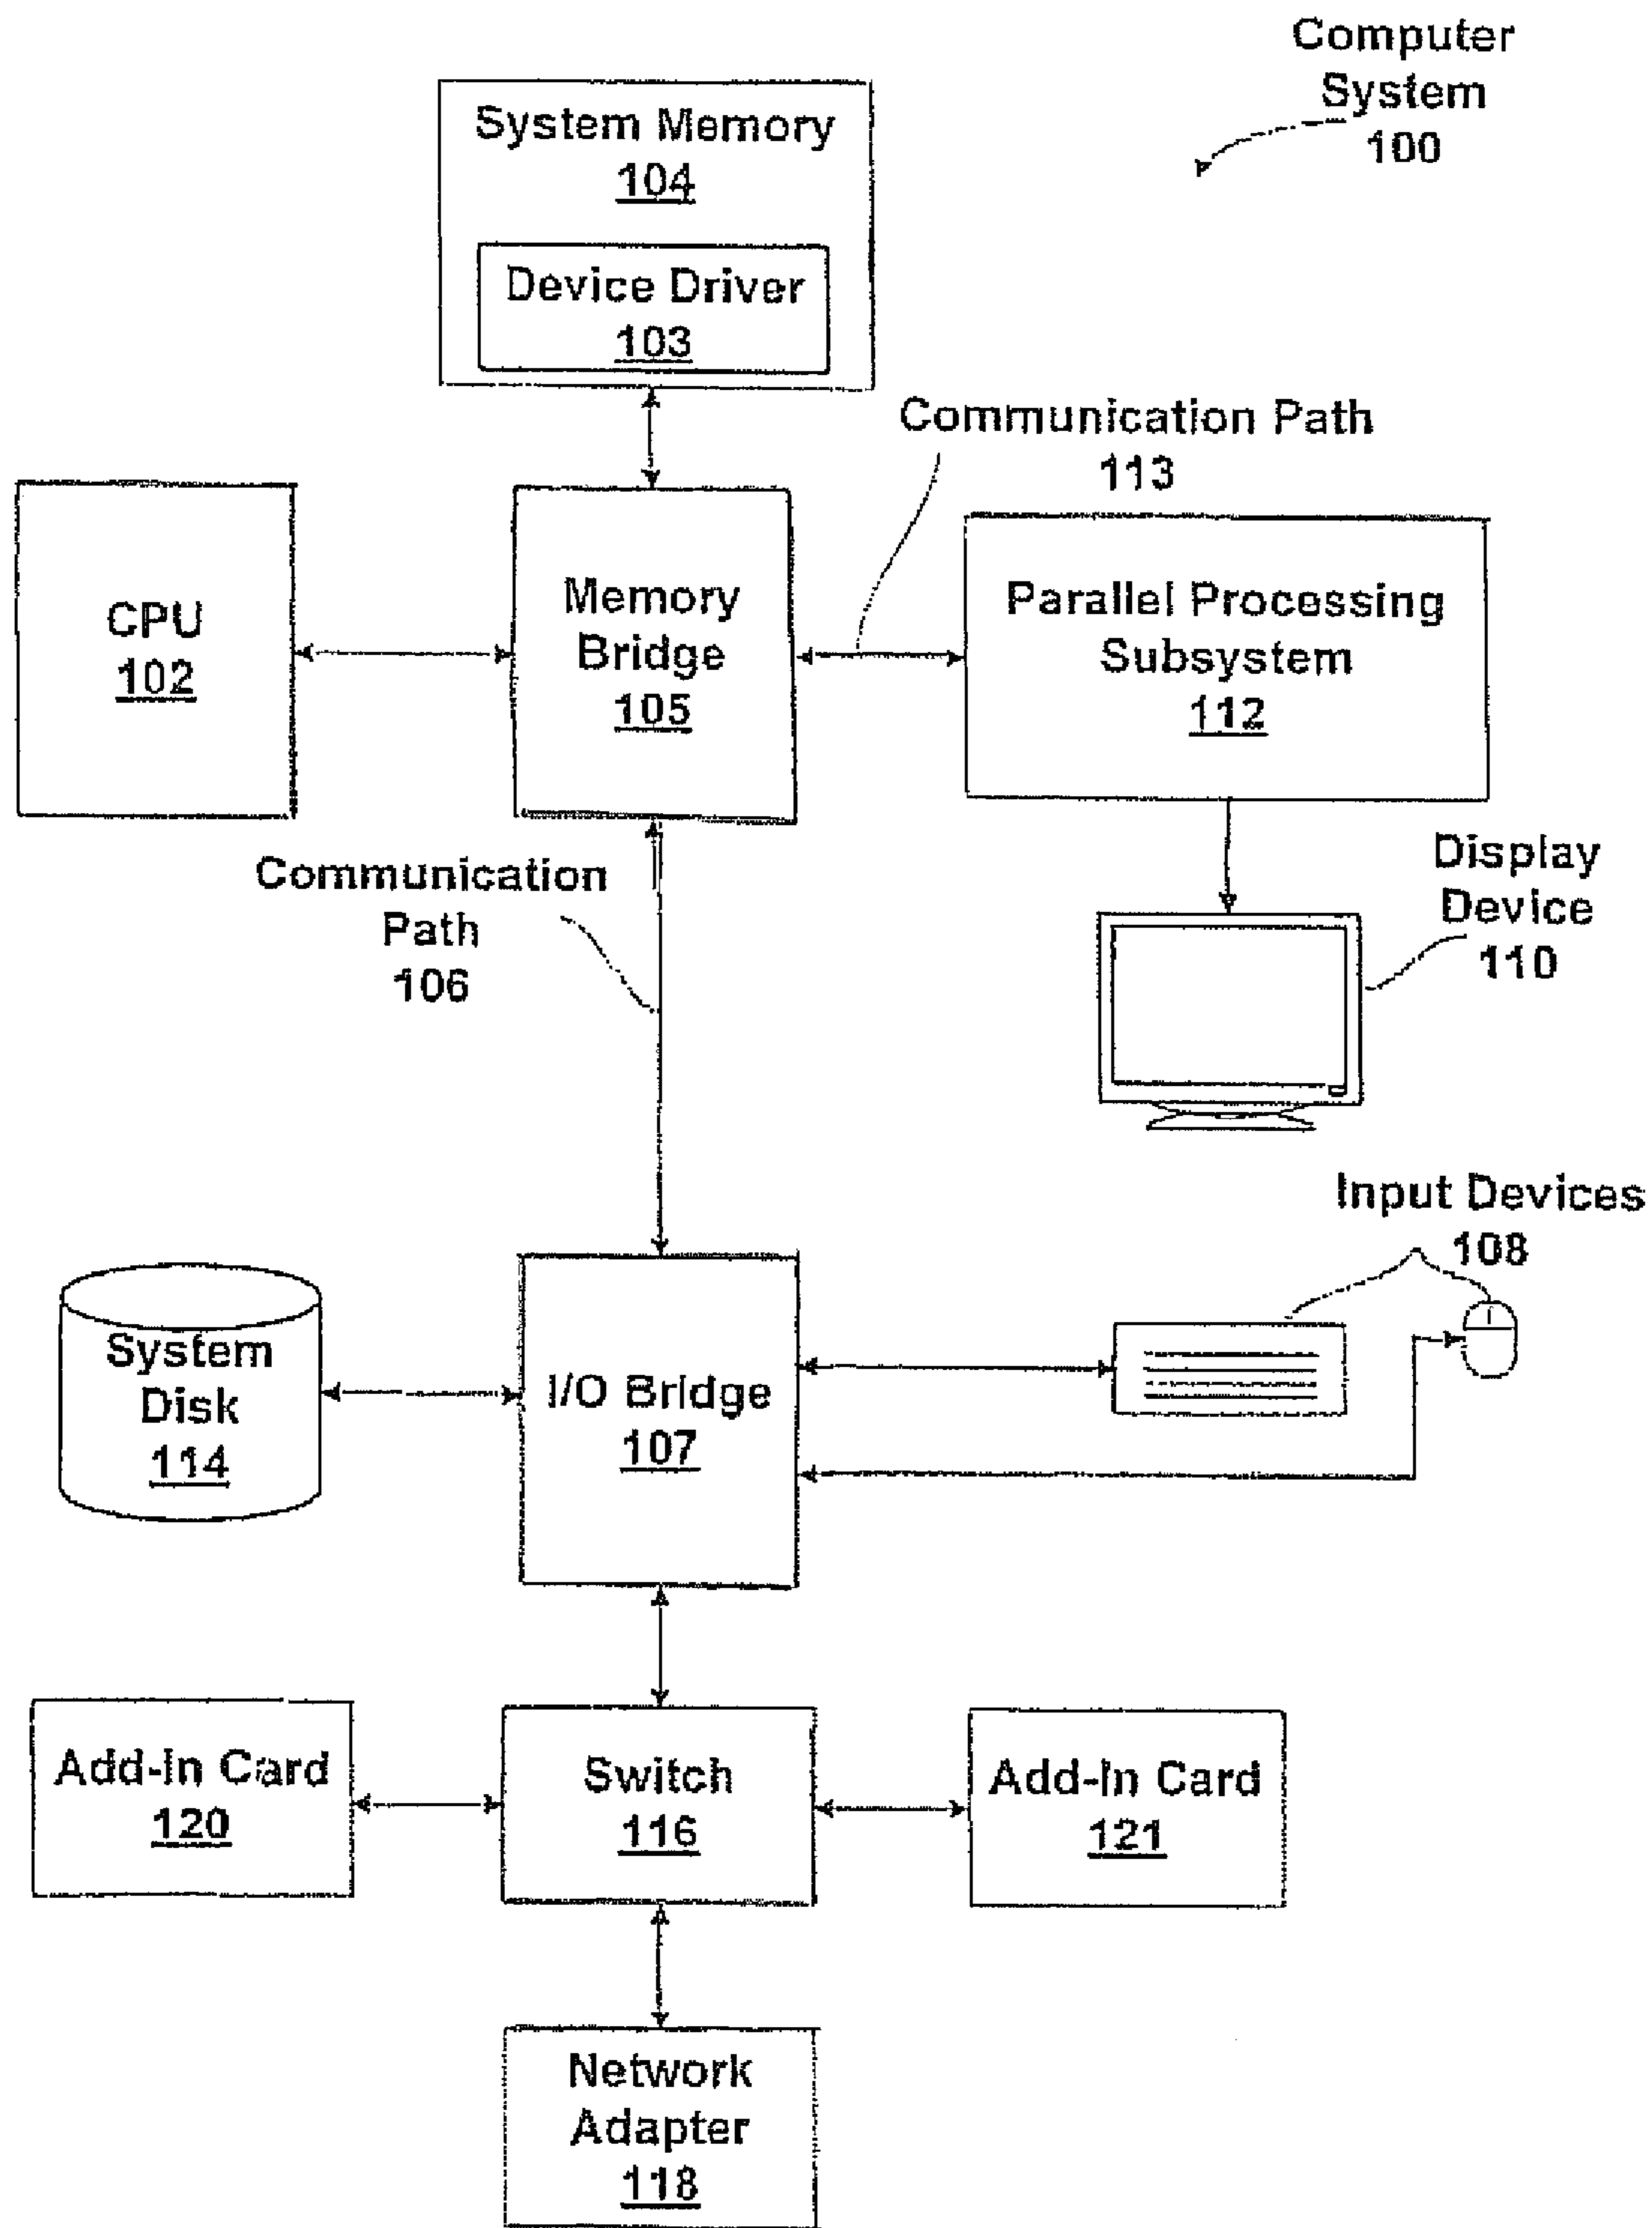 Computer
System
100
System Memory
104
Device Driver
103
Communication Path
113
CPU
102
Memory
Bridge
105
Parallel Processing
Subsystem
112
Communication
Path
106
Display
Device
110
Input Devices
108
System
Disk
114
I/O Bridge
107
Add-In Card
120
Switch
116
Add-In Card
121
Network
Adapter
118